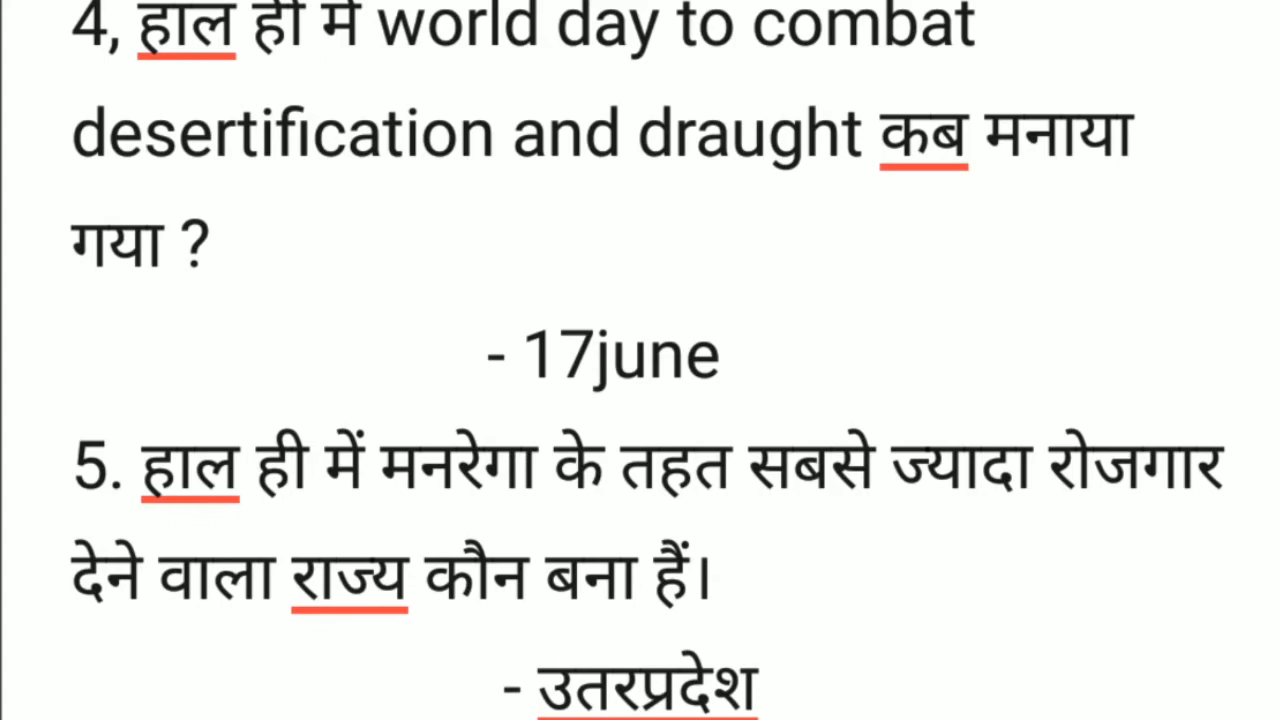 4, हाल ही में world day to combat
desertification and draught कब मनाया
गया ?
- 17june
5. हाल ही में मनरेगा के तहत सबसे ज्यादा रोजगार
देने वाला राज्य कौन बना हैं।
- उतरप्रदेश